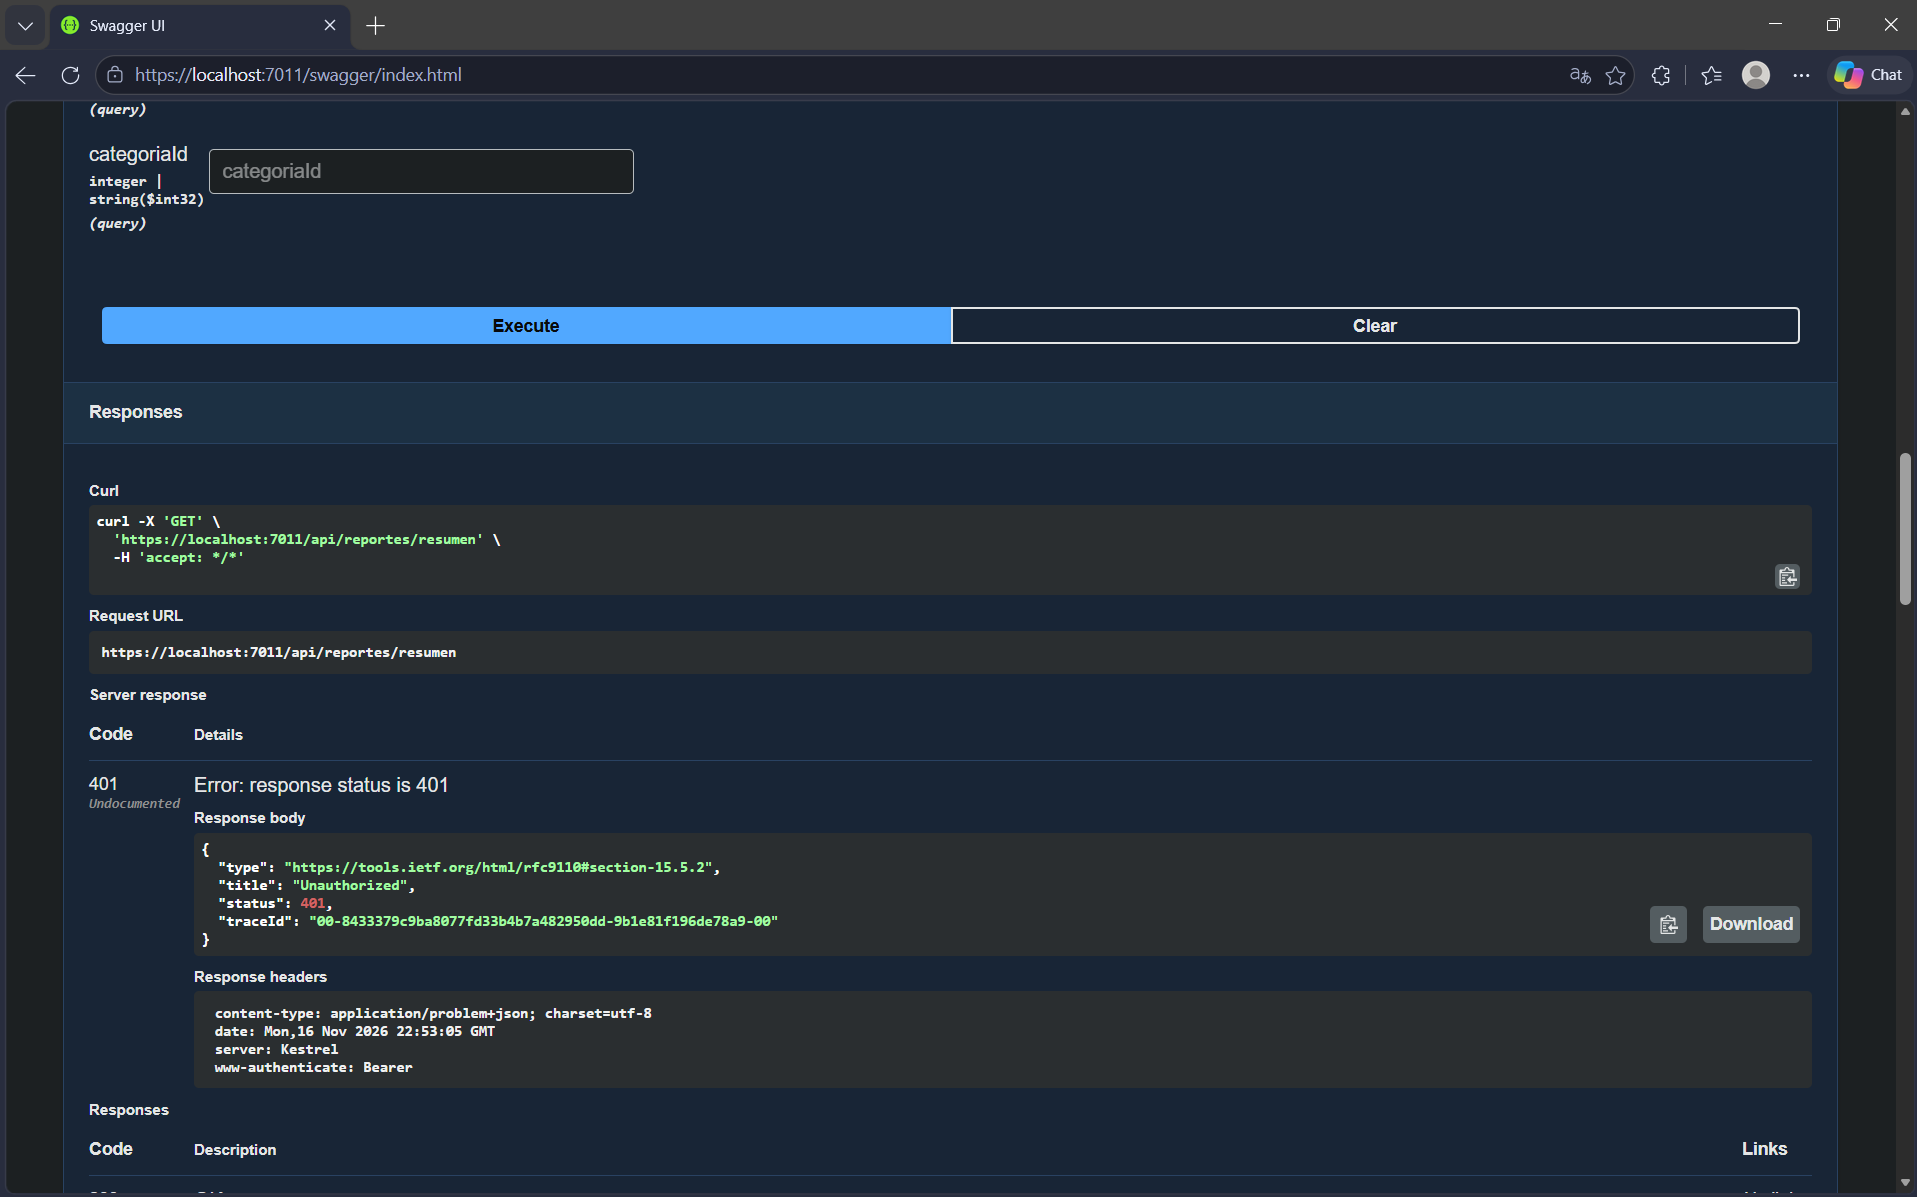 Swagger UI
https://localhost:7011/swagger/index.html
Chat
(query)
categoriaId
integer |
string($int32)
(query)
categoriaId
Execute
Clear
Responses
Curl
curl -X 'GET' \
'https://localhost:7011/api/reportes/resumen' \
-H 'accept: */*'
Request URL
https://localhost:7011/api/reportes/resumen
Server response
Code Details
401 Error: response status is 401
Undocumented
Response body
{
"type": "https://tools.ietf.org/html/rfc9110#section-15.5.2",
"title": "Unauthorized",
"status": 401,
"traceId": "00-8433379c9ba8077fd33b4b7a482950dd-9b1e81f196de78a9-00"
}
Download
Response headers
content-type: application/problem+json; charset=utf-8
date: Mon,16 Nov 2026 22:53:05 GMT
server: Kestrel
www-authenticate: Bearer
Responses
Code Description Links